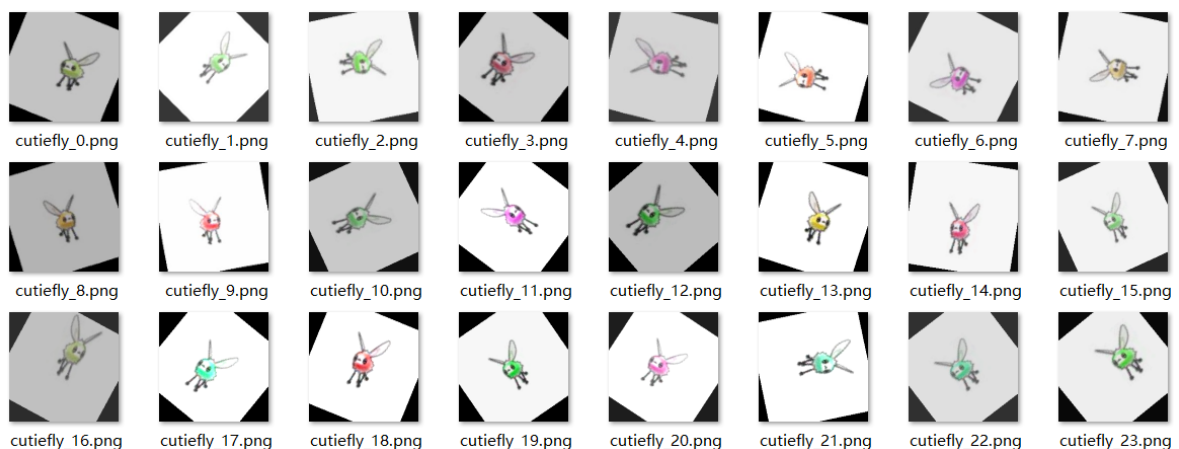 cutiefly_0.png cutiefly_1.png cutiefly_2.png cutiefly_3.png cutiefly_4.png cutiefly_5.png cutiefly_6.png cutiefly_7.png
cutiefly_8.png cutiefly_9.png cutiefly_10.png cutiefly_11.png cutiefly_12.png cutiefly_13.png cutiefly_14.png cutiefly_15.png
cutiefly_16.png cutiefly_17.png cutiefly_18.png cutiefly_19.png cutiefly_20.png cutiefly_21.png cutiefly_22.png cutiefly_23.png